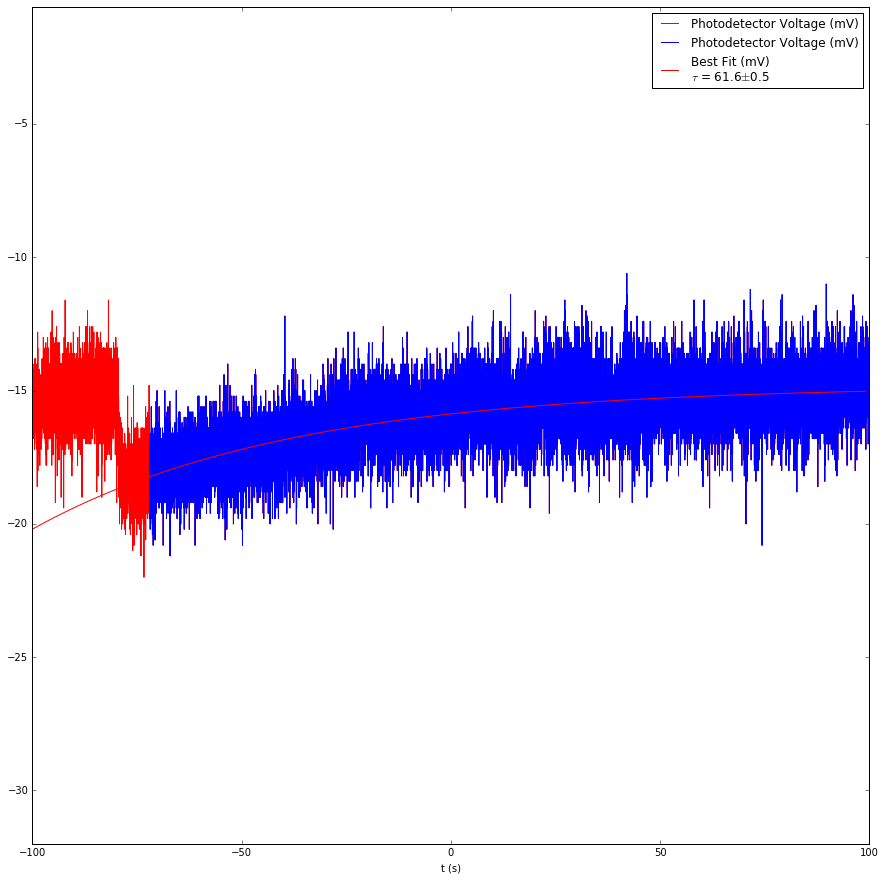 Photodetector Voltage (mV)
Photodetector Voltage (mV)
Best Fit (mV)
τ = 61.6±0.5
−5
−10
−15
−20
−25
−30
−100
−50
0
50
100
t (s)